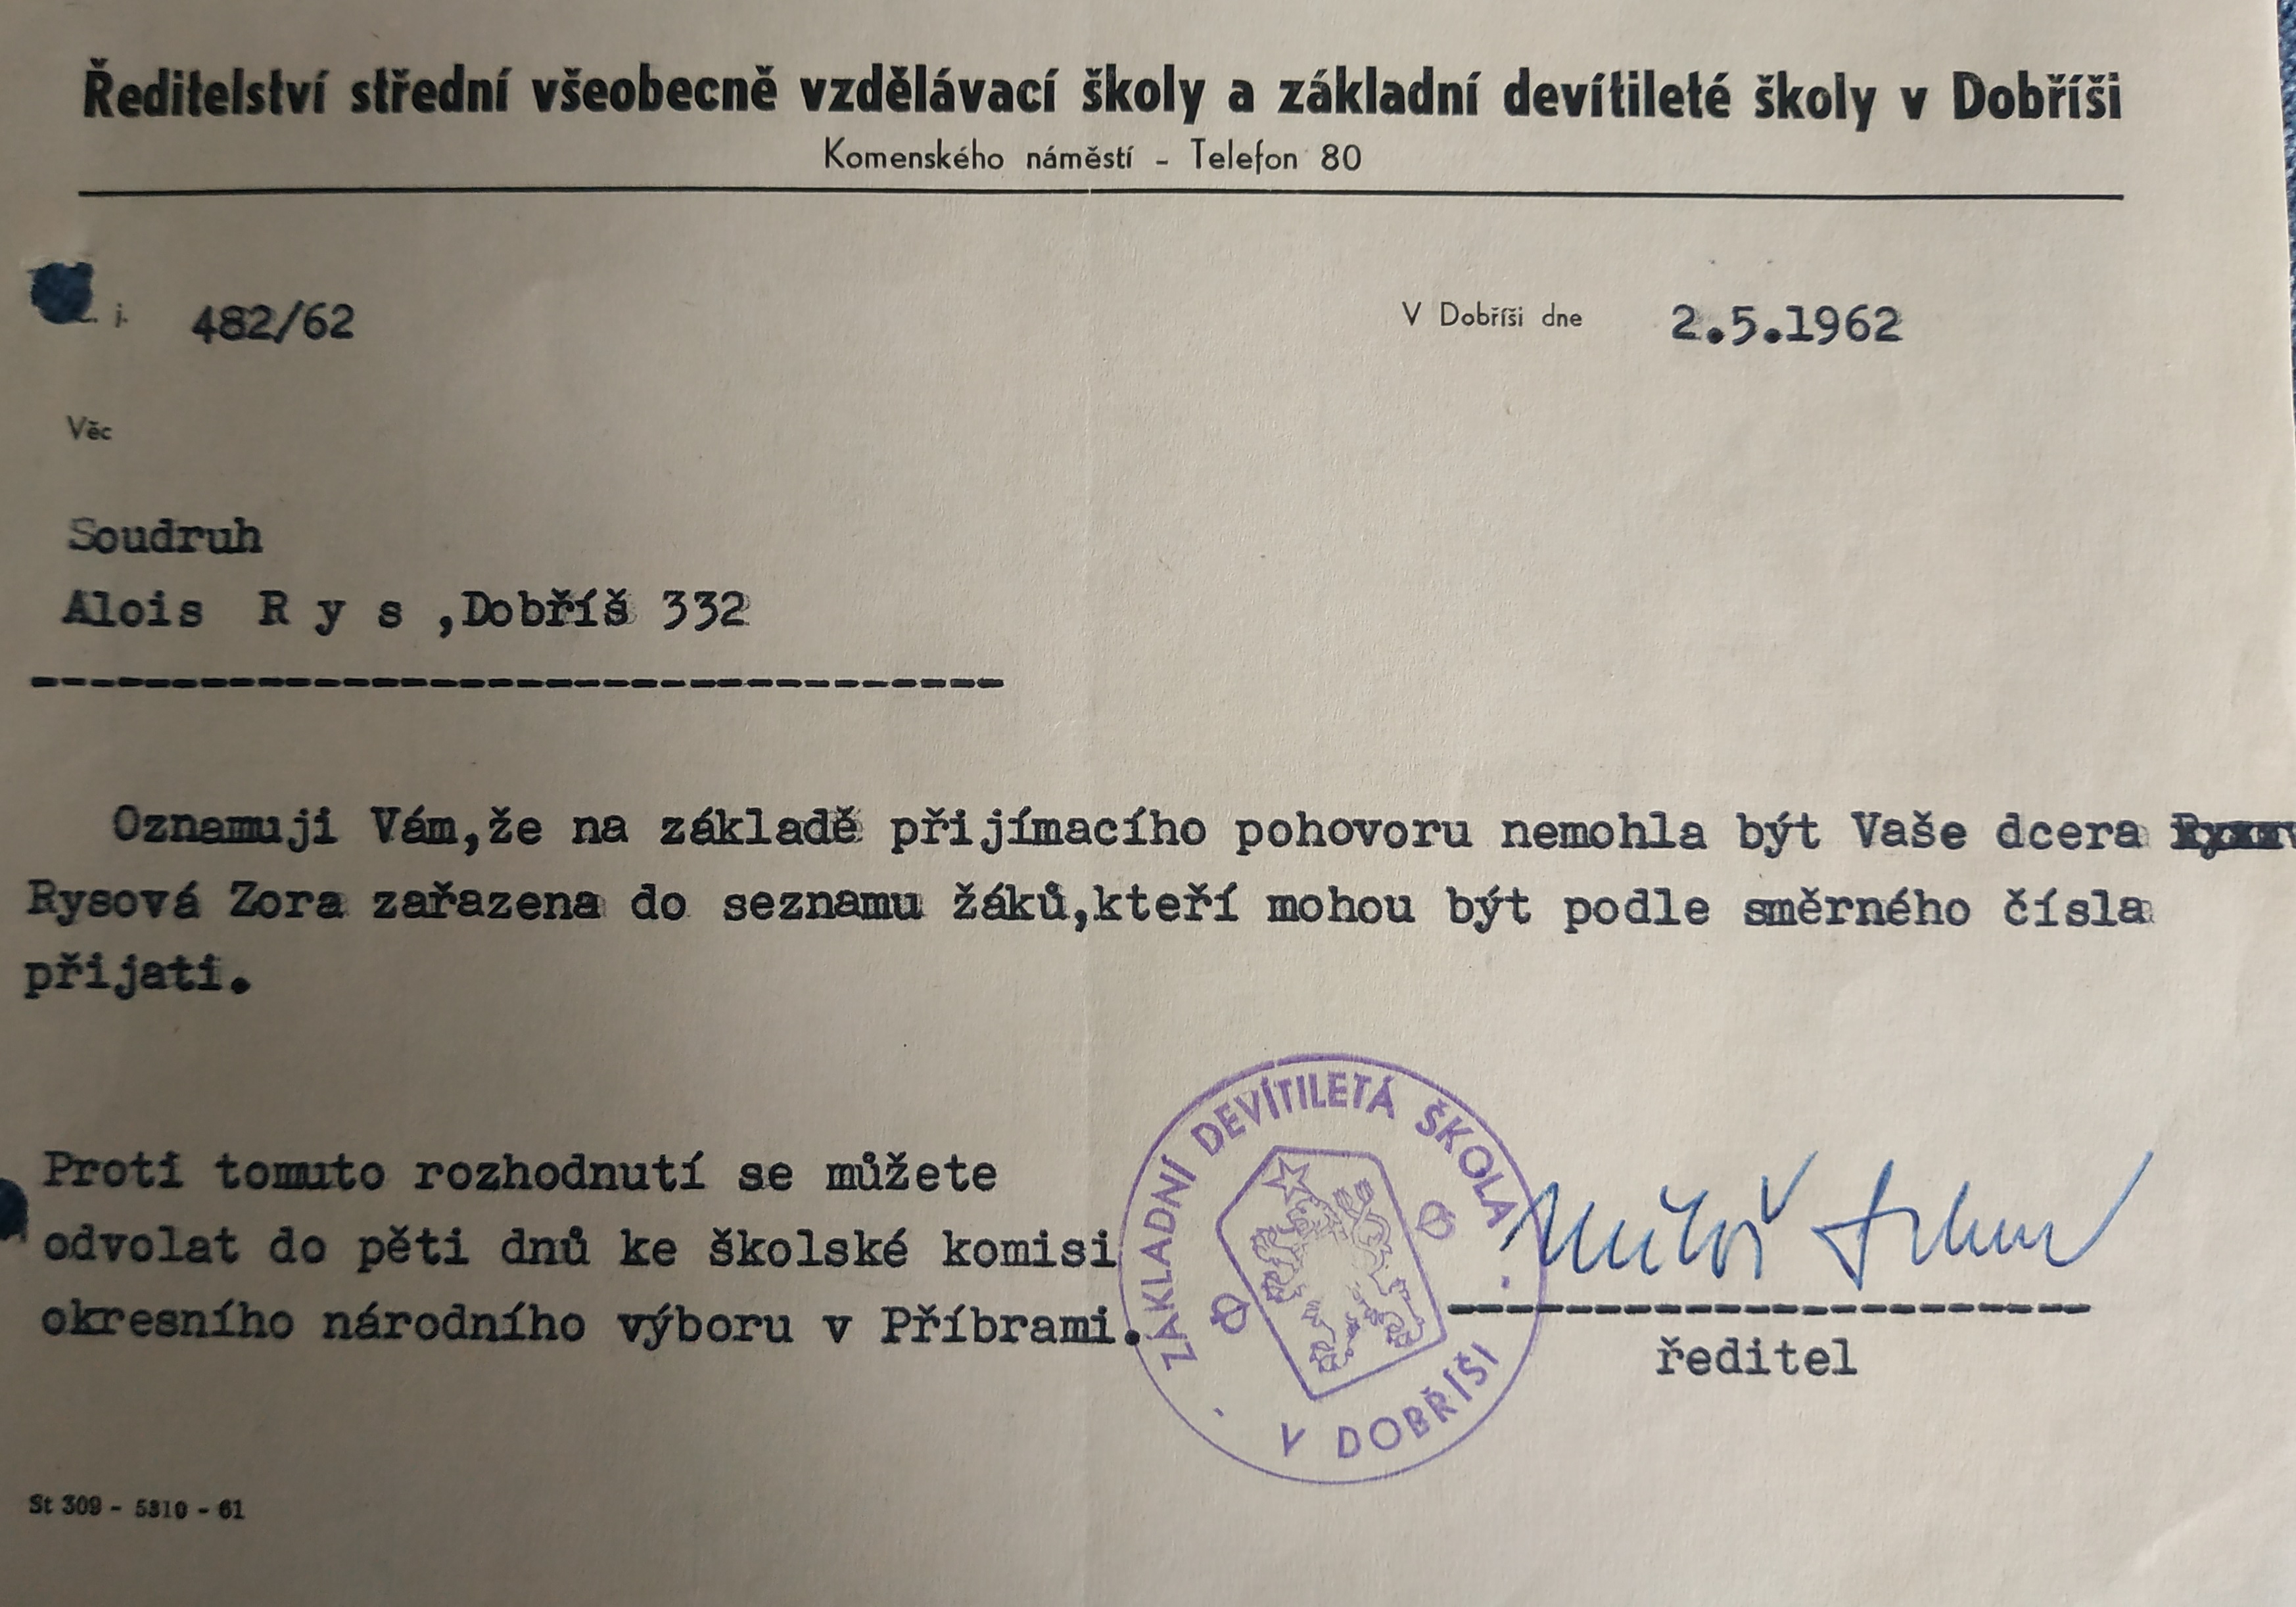 Ředitelství střední všeobecně vzdělávací školy a základní devítileté školy v Dobříši
Komenského náměstí - Telefon 80
j. 482/62
V Dobříši dne 2.5.1962
Věc
Soudruh
Alois R y s ,Dobříš 332
Oznamuji Vám,že na základě přijímacího pohovoru nemohla být Vaše dcera
Rysová Zora zařazena do seznamu žáků,kteří mohou být podle směrného čísla
přijati.
Proti tomuto rozhodnutí se můžete
odvolat do pěti dnů ke školské komisi
okresního národního výboru v Příbrami.
ZÁKLADNÍ DEVÍTILETÁ ŠKOLA
V DOBŘÍŠI
Miloš
ředitel
St 309 - 5310 - 61